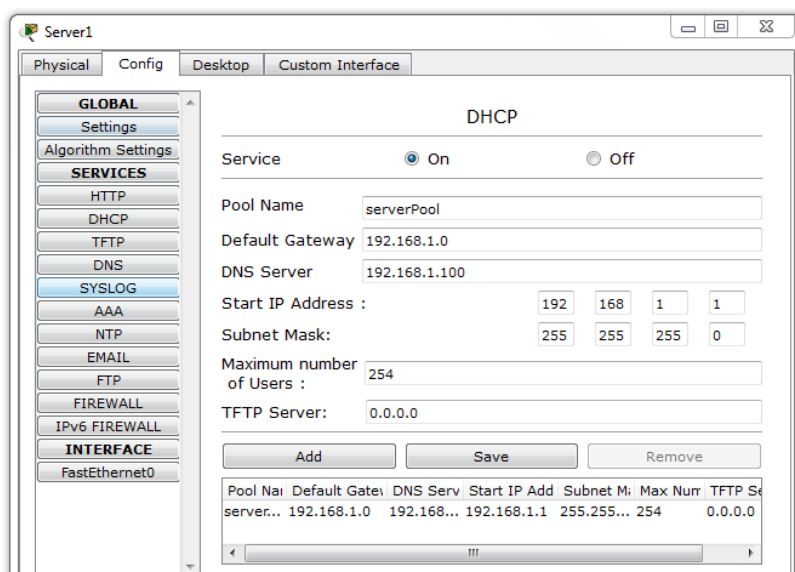 Server1
Physical Config Desktop Custom Interface
GLOBAL
Settings
Algorithm Settings
SERVICES
HTTP
DHCP
TFTP
DNS
SYSLOG
AAA
NTP
EMAIL
FTP
FIREWALL
IPv6 FIREWALL
INTERFACE
FastEthernet0
DHCP
Service On Off
Pool Name serverPool
Default Gateway 192.168.1.0
DNS Server 192.168.1.100
Start IP Address : 192 168 1 1
Subnet Mask: 255 255 255 0
Maximum number
of Users : 254
TFTP Server: 0.0.0.0
Add Save Remove
Pool Nai Default Gatev DNS Serv Start IP Add Subnet Ma Max Num TFTP Se
server... 192.168.1.0 192.168... 192.168.1.1 255.255... 254 0.0.0.0